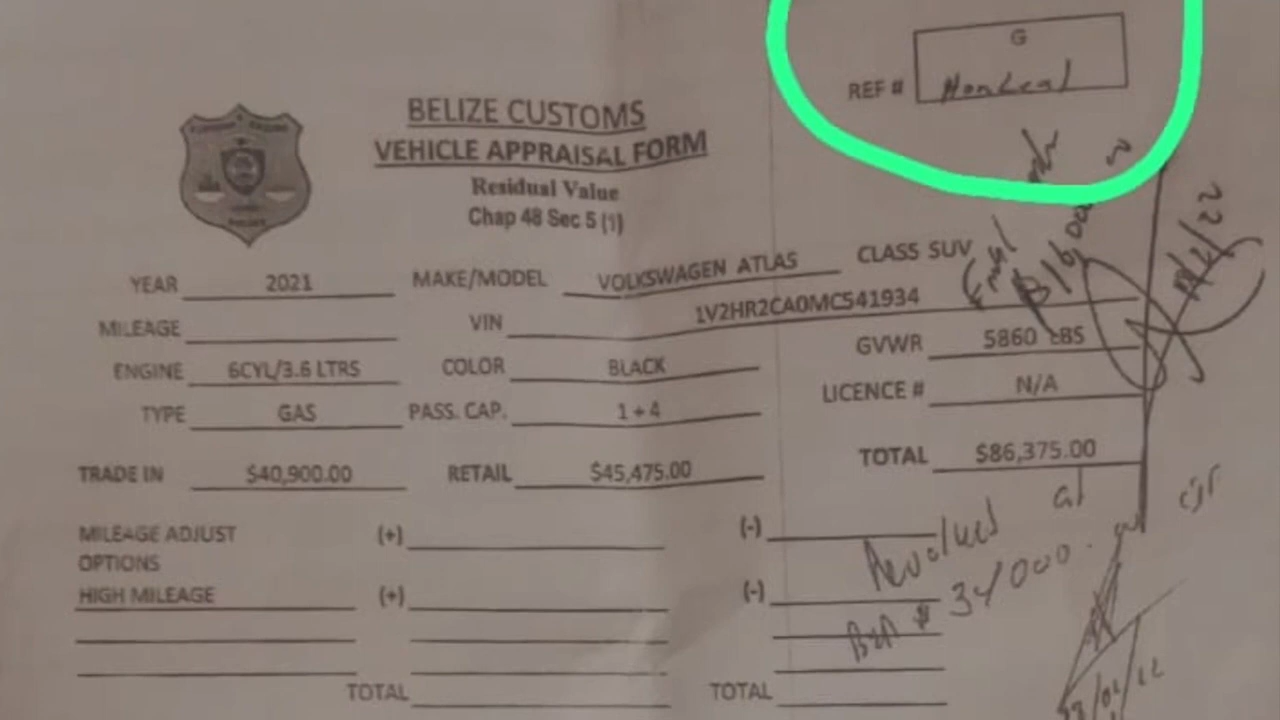 G
REF #
BELIZE CUSTOMS
VEHICLE APPRAISAL FORM
Residual Value
Chap 48 Sec 5 (1)
YEAR 2021 MAKE/MODEL VOLKSWAGEN ATLAS CLASS SUV
MILEAGE VIN 1V2HR2CA0MC541934
ENGINE 6CYL/3.6 LTRS COLOR BLACK GVWR 5860 LBS
TYPE GAS PASS. CAP. 1 + 4 LICENCE # N/A
TRADE IN $40,900.00 RETAIL $45,475.00 TOTAL $86,375.00
at
MILEAGE ADJUST (+) (-)
OPTIONS
HIGH MILEAGE (+) (-)
TOTAL TOTAL